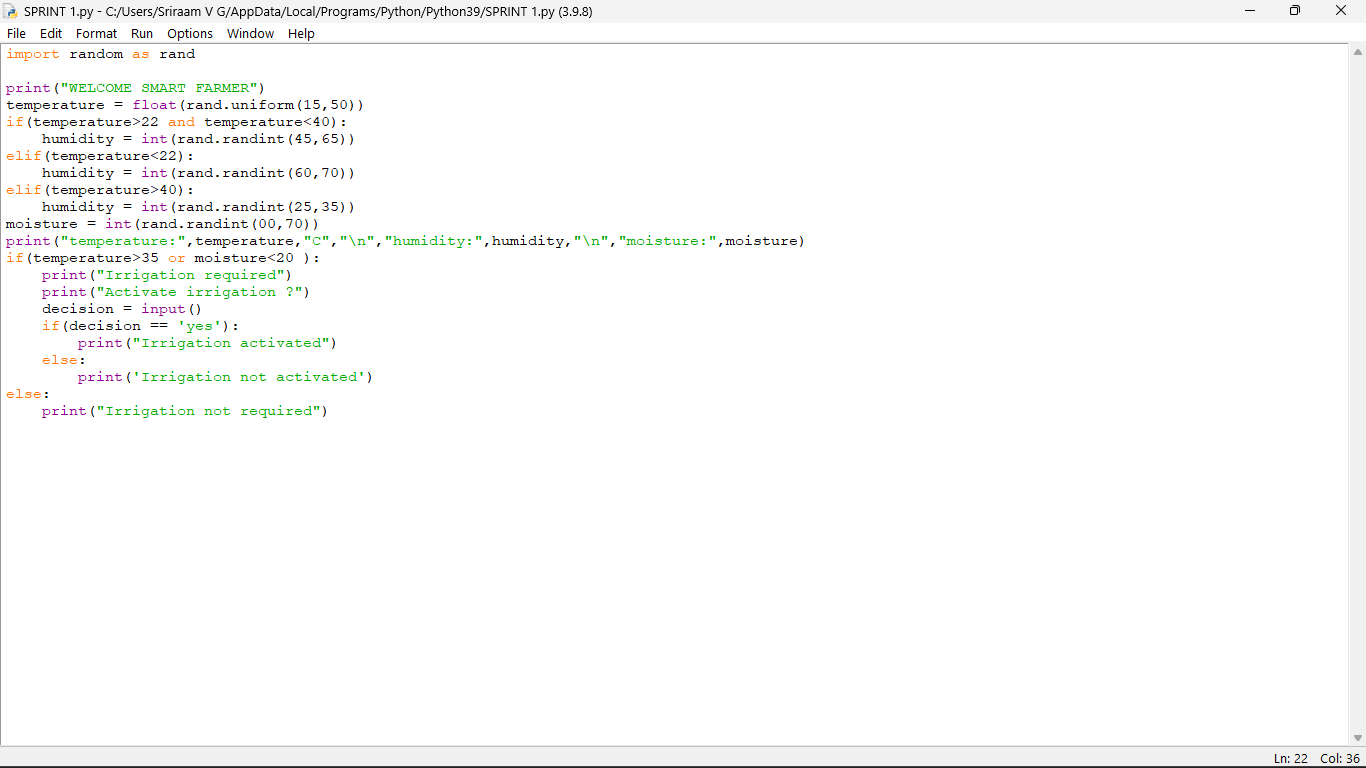 SPRINT 1.py - C:/Users/Sriraam V G/AppData/Local/Programs/Python/Python39/SPRINT 1.py (3.9.8)
File Edit Format Run Options Window Help
import random as rand

print("WELCOME SMART FARMER")
temperature = float(rand.uniform(15,50))
if(temperature>22 and temperature<40):
    humidity = int(rand.randint(45,65))
elif(temperature<22):
    humidity = int(rand.randint(60,70))
elif(temperature>40):
    humidity = int(rand.randint(25,35))
moisture = int(rand.randint(00,70))
print("temperature:",temperature,"C","\n","humidity:",humidity,"\n","moisture:",moisture)
if(temperature>35 or moisture<20 ):
    print("Irrigation required")
    print("Activate irrigation ?")
    decision = input()
    if(decision == 'yes'):
        print("Irrigation activated")
    else:
        print('Irrigation not activated')
else:
    print("Irrigation not required")
Ln: 22 Col: 36